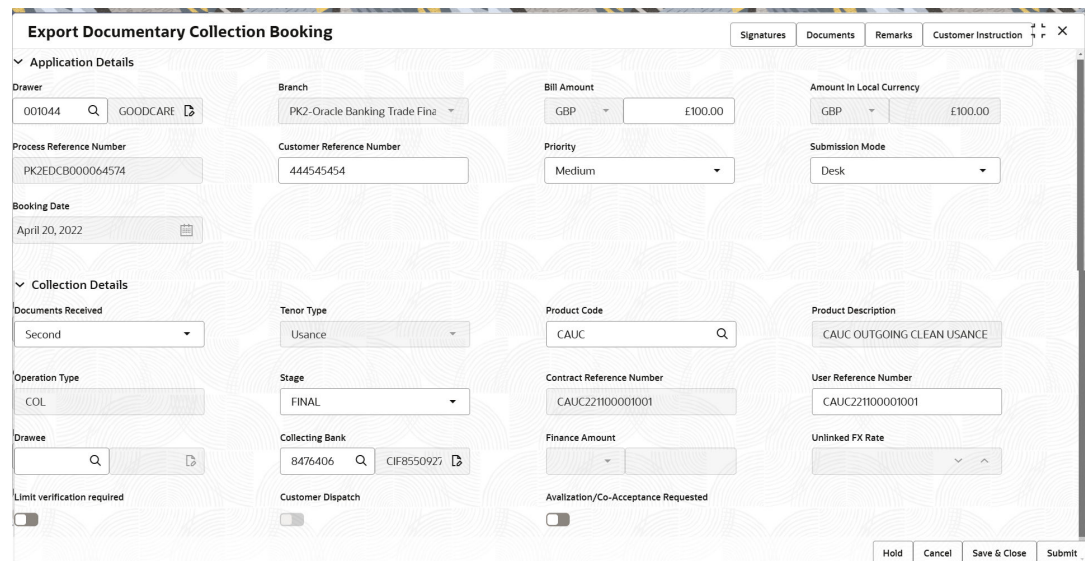 Export Documentary Collection Booking
Signatures Documents Remarks Customer Instruction
Application Details
Drawer Branch Bill Amount Amount In Local Currency
001044 GOODCARE PK2-Oracle Banking Trade Fina GBP £100.00 GBP £100.00
Process Reference Number Customer Reference Number Priority Submission Mode
PK2EDCB000064574 444545454 Medium Desk
Booking Date
April 20, 2022
Collection Details
Documents Received Tenor Type Product Code Product Description
Second Usance CAUC CAUC OUTGOING CLEAN USANCE
Operation Type Stage Contract Reference Number User Reference Number
COL FINAL CAUC221100001001 CAUC221100001001
Drawee Collecting Bank Finance Amount Unlinked FX Rate
8476406 CIF8550927
Limit verification required Customer Dispatch Avalization/Co-Acceptance Requested
Hold Cancel Save & Close Submit